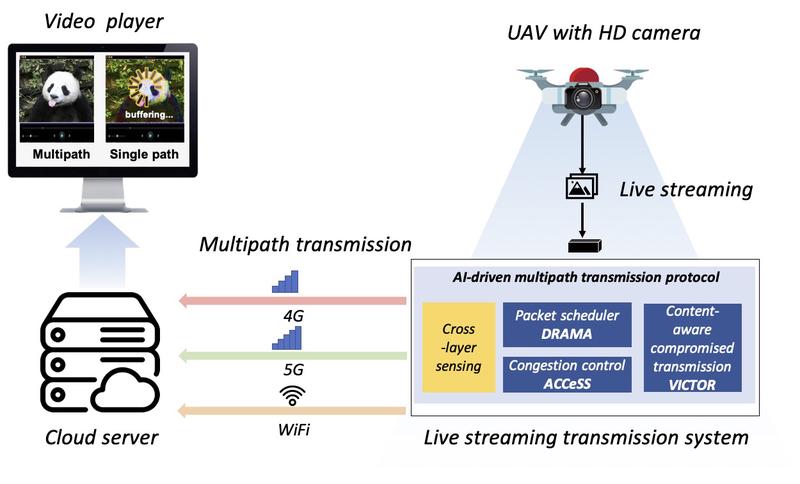 Video player
UAV with HD camera
buffering...
Multipath
Single path
Live streaming
Multipath transmission
AI-driven multipath transmission protocol
4G
5G
WiFi
Cross
-layer
sensing
Packet scheduler
DRAMA
Congestion control
ACCeSS
Content-
aware
compromised
transmission
VICTOR
Cloud server
Live streaming transmission system